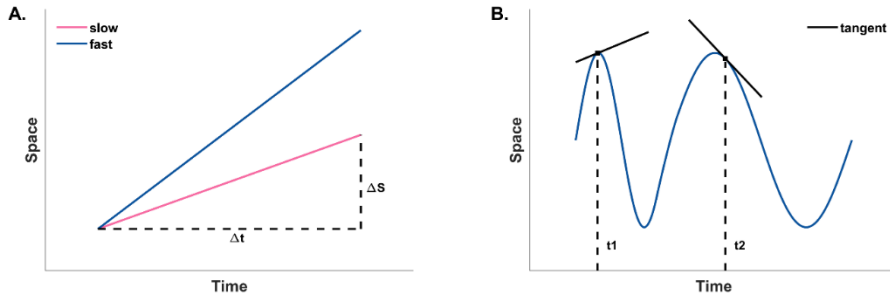 A.
slow
fast
Space
ΔS
Δt
Time
B.
tangent
Space
t1
t2
Time